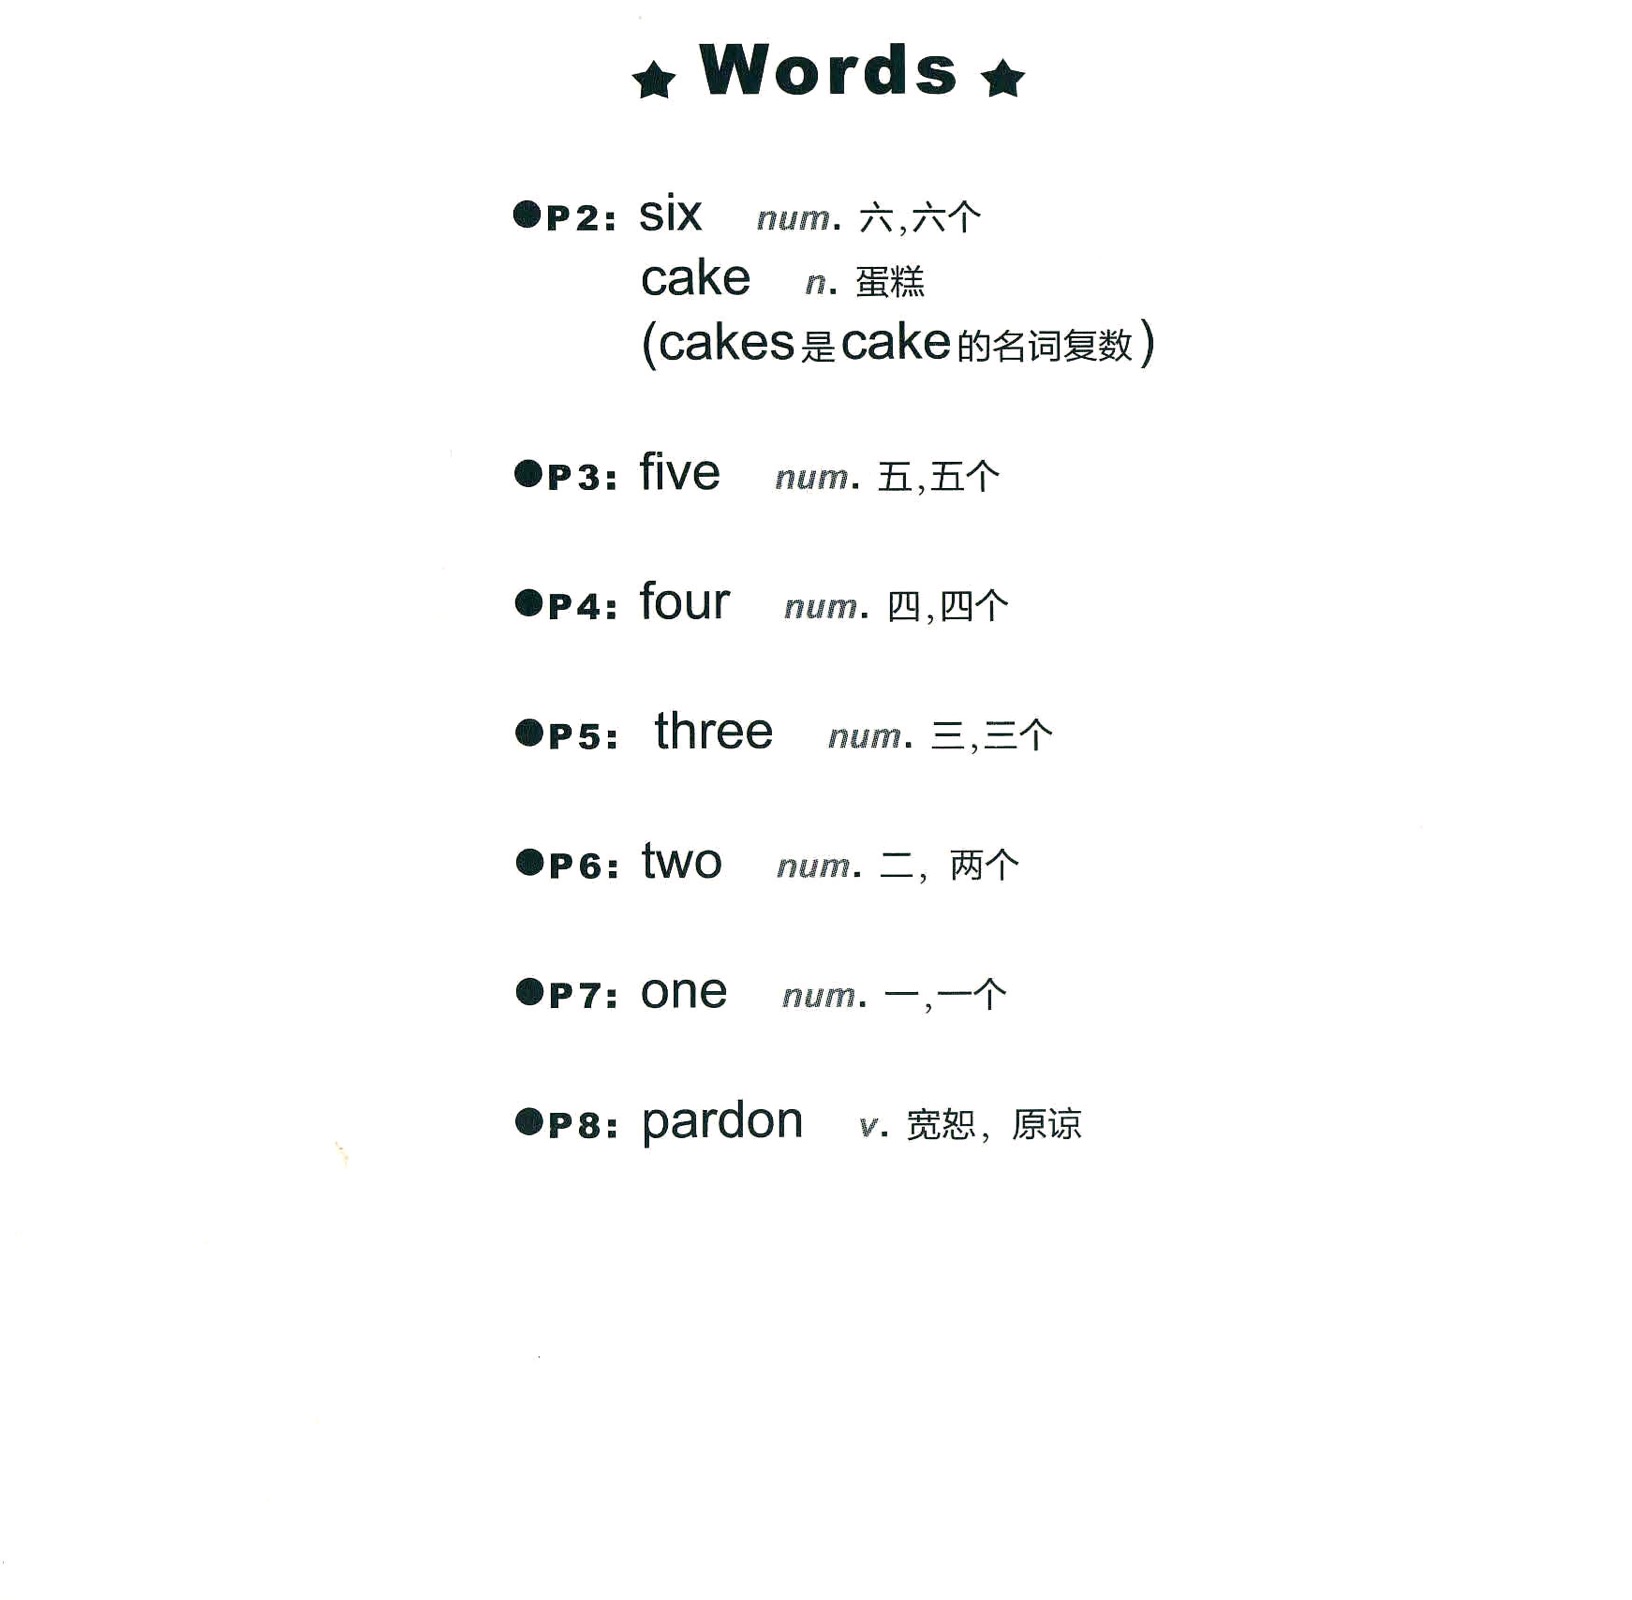 ★ Words ★
●P2: six num. 六,六个
cake n. 蛋糕
(cakes是cake的名词复数)
●P3: five num. 五,五个
●P4: four num. 四,四个
●P5: three num. 三,三个
●P6: two num. 二, 两个
●P7: one num. 一,一个
●P8: pardon v. 宽恕, 原谅